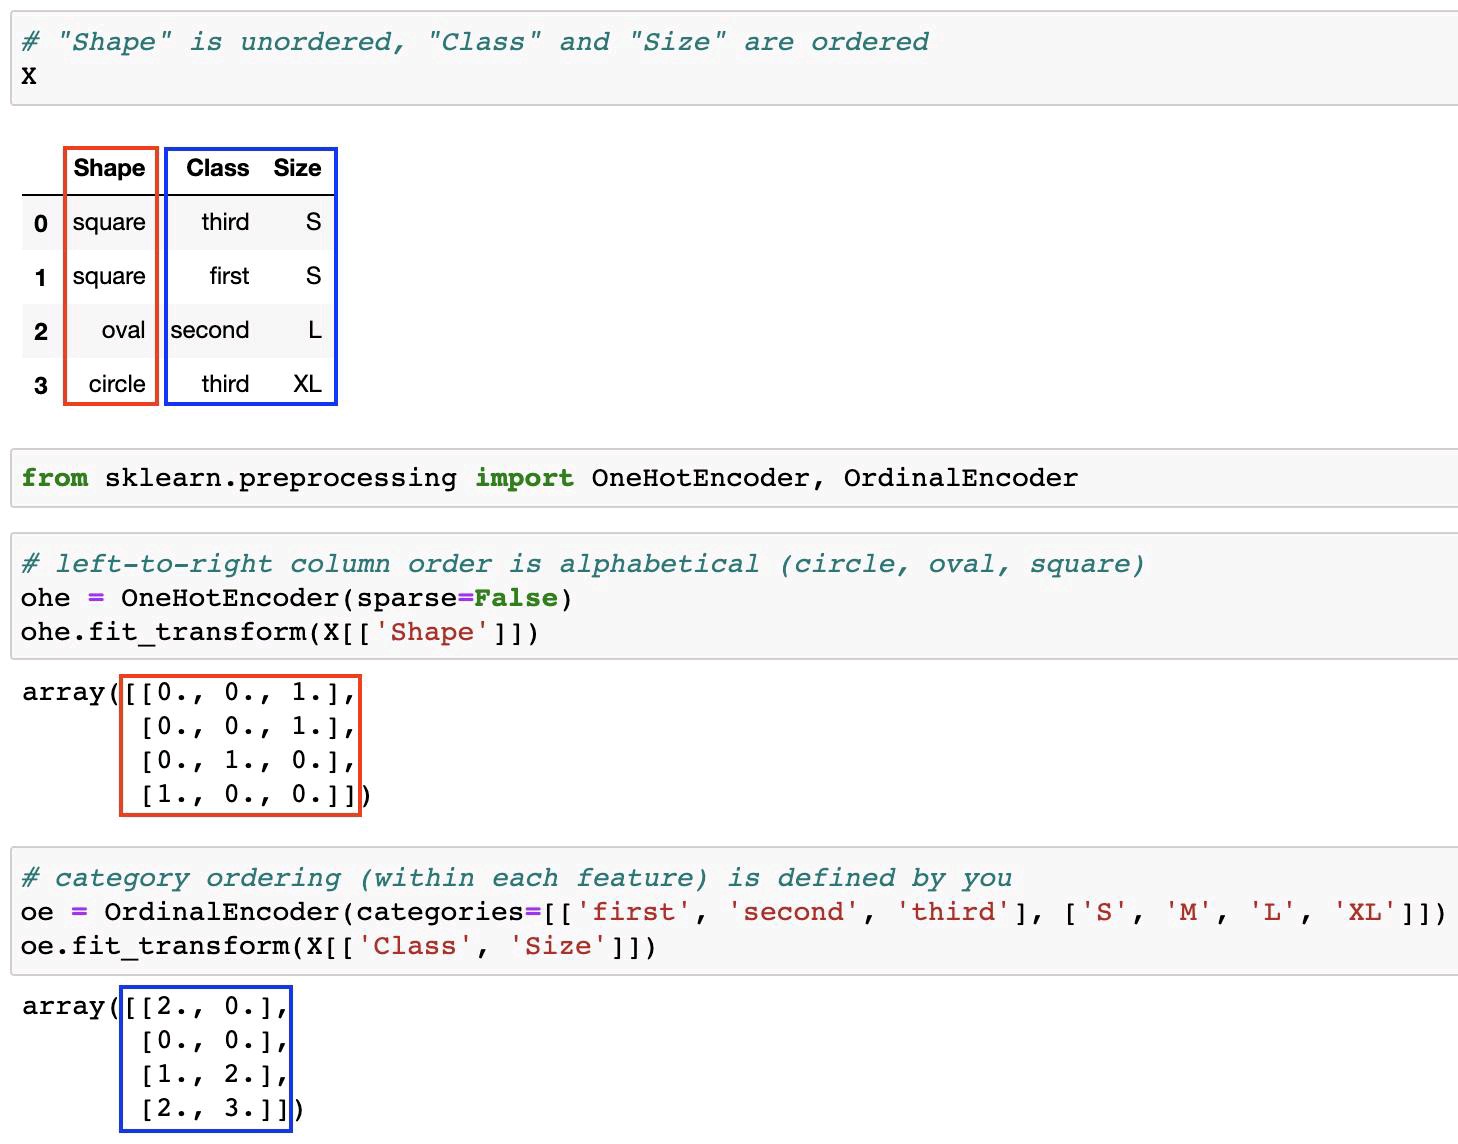 # "Shape" is unordered, "Class" and "Size" are ordered
X
Shape Class Size
0 square third S
1 square first S
2 oval second L
3 circle third XL
from sklearn.preprocessing import OneHotEncoder, OrdinalEncoder
# left-to-right column order is alphabetical (circle, oval, square)
ohe = OneHotEncoder(sparse=False)
ohe.fit_transform(X[['Shape']])
array([[0., 0., 1.],
[0., 0., 1.],
[0., 1., 0.],
[1., 0., 0.]])
# category ordering (within each feature) is defined by you
oe = OrdinalEncoder(categories=[['first', 'second', 'third'], ['S', 'M', 'L', 'XL']])
oe.fit_transform(X[['Class', 'Size']])
array([[2., 0.],
[0., 0.],
[1., 2.],
[2., 3.]])